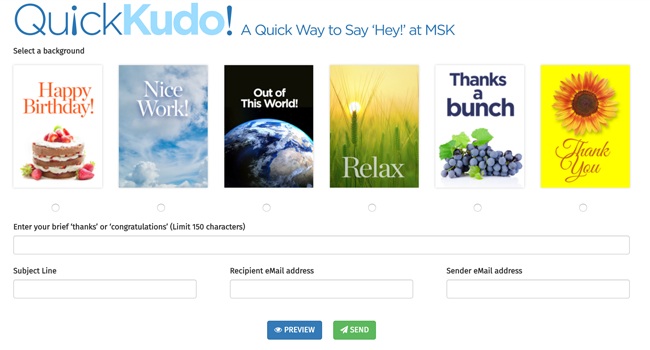 QuickKudo! A Quick Way to Say ‘Hey!’ at MSK
Select a background
Happy
Birthday!
Nice
Work!
Out of
This World!
Relax
Thanks
a
bunch
Thank
You
Enter your brief ‘thanks’ or ‘congratulations’ (Limit 150 characters)
Subject Line
Recipient eMail address
Sender eMail address
PREVIEW
SEND